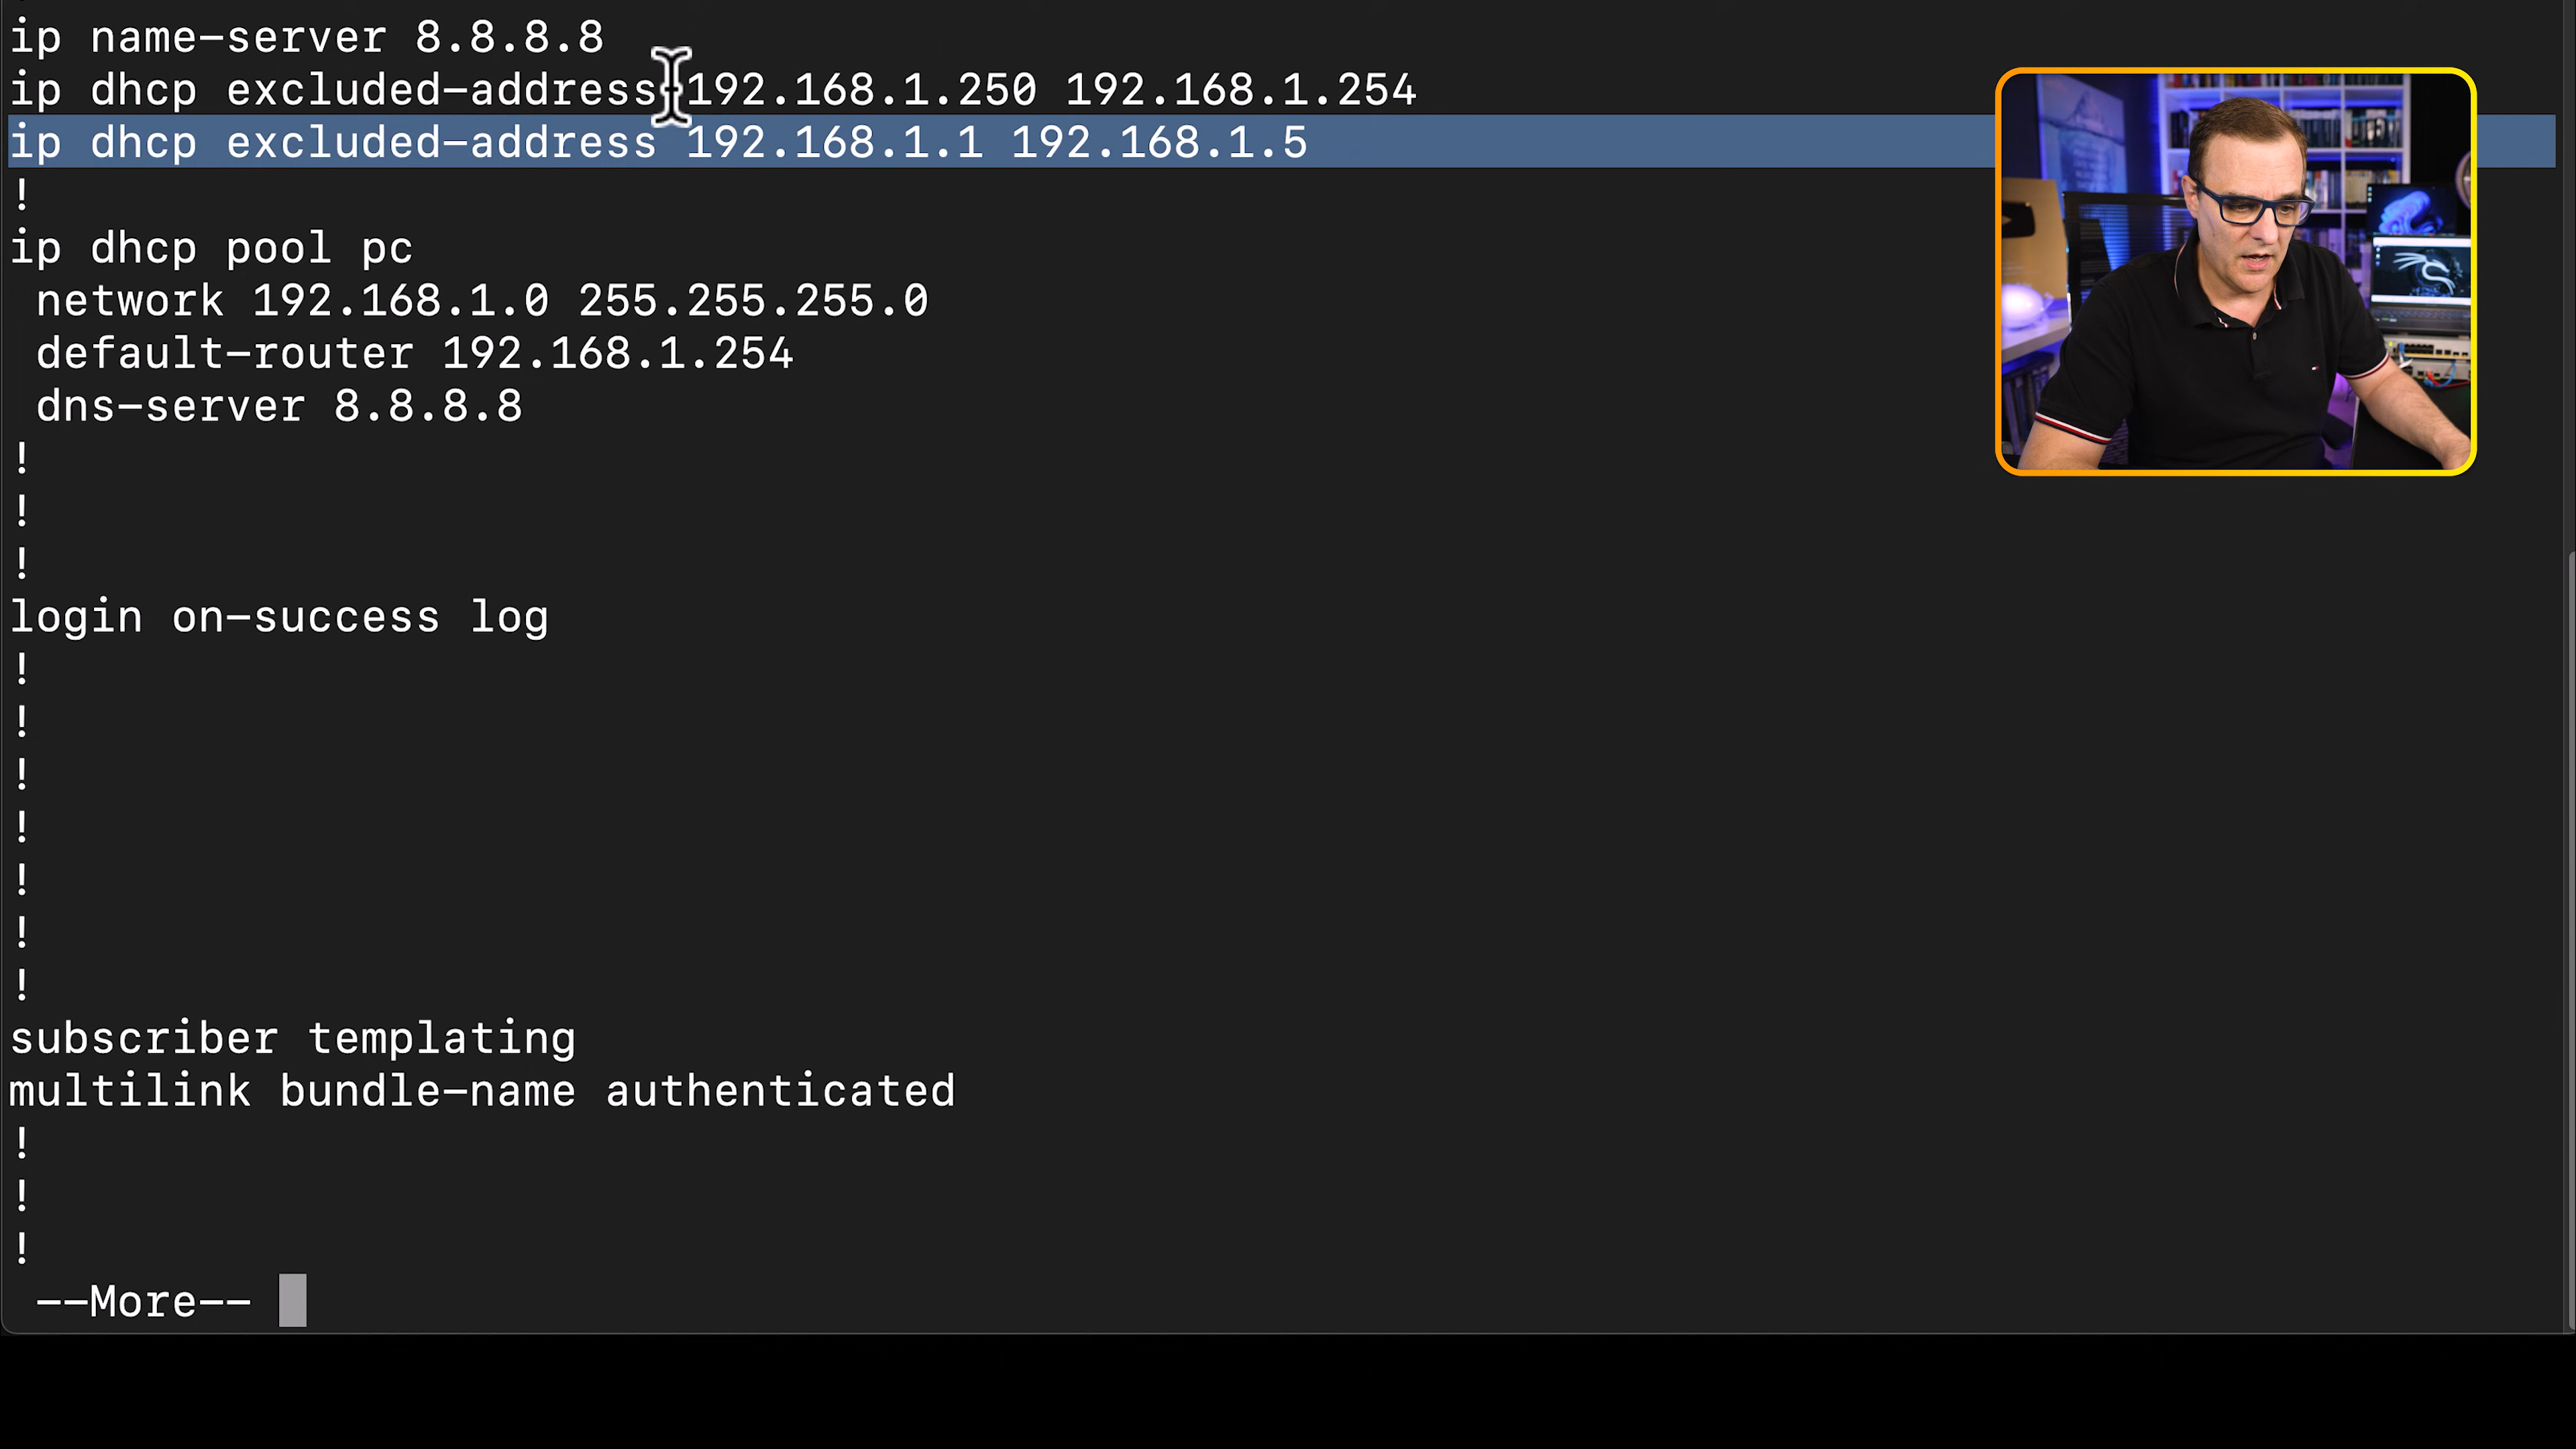 ip name-server 8.8.8.8
ip dhcp excluded-address 192.168.1.250 192.168.1.254
ip dhcp excluded-address 192.168.1.1 192.168.1.5
!
ip dhcp pool pc
 network 192.168.1.0 255.255.255.0
 default-router 192.168.1.254
 dns-server 8.8.8.8
!
!
!
login on-success log
!
!
!
!
!
!
!
subscriber templating
multilink bundle-name authenticated
!
!
!
 --More--